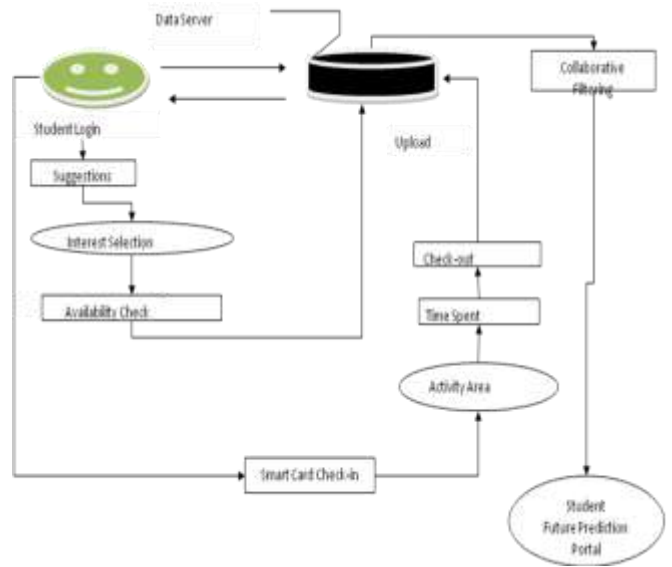 Data Server
Collaborative
Filtering
Student Login
Upload
Suggestions
Interest Selection
Check-out
Availability Check
Time Spent
Activity Area
Smart Card Check-in
Student
Future Prediction
Portal